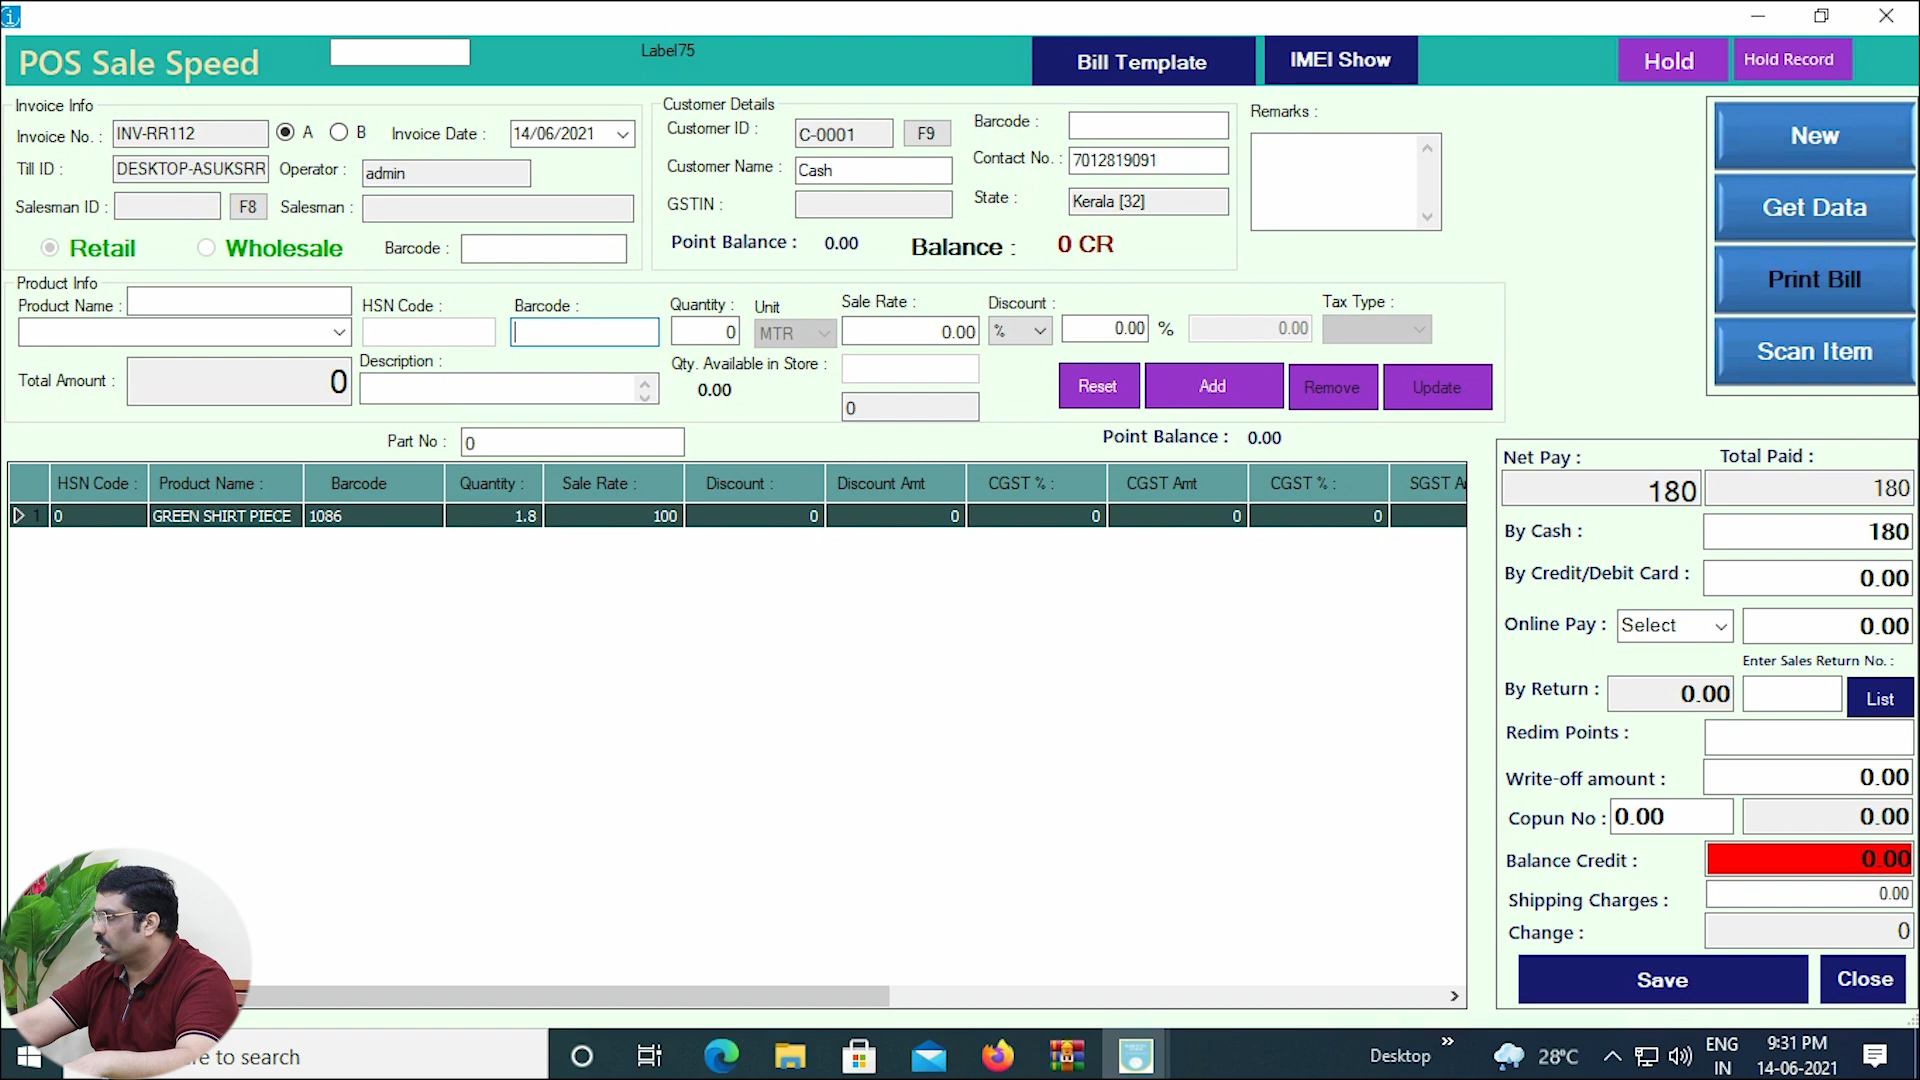 POS Sale Speed
Label75
Bill Template
IMEI Show
Hold
Hold Record
Invoice Info
Invoice No. :
INV-RR112
A
B
Invoice Date :
14/06/2021
Till ID :
DESKTOP-ASUKSRR
Operator :
admin
Salesman ID :
F8
Salesman :
Retail
Wholesale
Barcode :
Customer Details
Customer ID :
C-0001
F9
Barcode :
Customer Name :
Cash
Contact No. :
7012819091
GSTIN :
State :
Kerala [32]
Point Balance :
0.00
Balance :
0 CR
Remarks :
New
Get Data
Print Bill
Scan Item
Product Info
Product Name :
HSN Code :
Barcode :
Quantity :
0
Unit
MTR
Sale Rate :
0.00
Discount :
%
0.00
%
0.00
Tax Type :
Total Amount :
0
Description :
Qty. Available in Store :
0.00
0
Reset
Add
Remove
Update
Part No :
0
Point Balance :
0.00
HSN Code : Product Name : Barcode Quantity : Sale Rate : Discount : Discount Amt CGST % : CGST Amt CGST % : SGST A
1 0 GREEN SHIRT PIECE 1086 1.8 100 0 0 0 0 0
Net Pay :
Total Paid :
180
180
By Cash :
180
By Credit/Debit Card :
0.00
Online Pay :
Select
0.00
Enter Sales Return No. :
By Return :
0.00
List
Redim Points :
Write-off amount :
0.00
Copun No :
0.00
0.00
Balance Credit :
0.00
Shipping Charges :
0.00
Change :
0
Save
Close
re to search
Desktop
28°C
ENG
IN
9:31 PM
14-06-2021